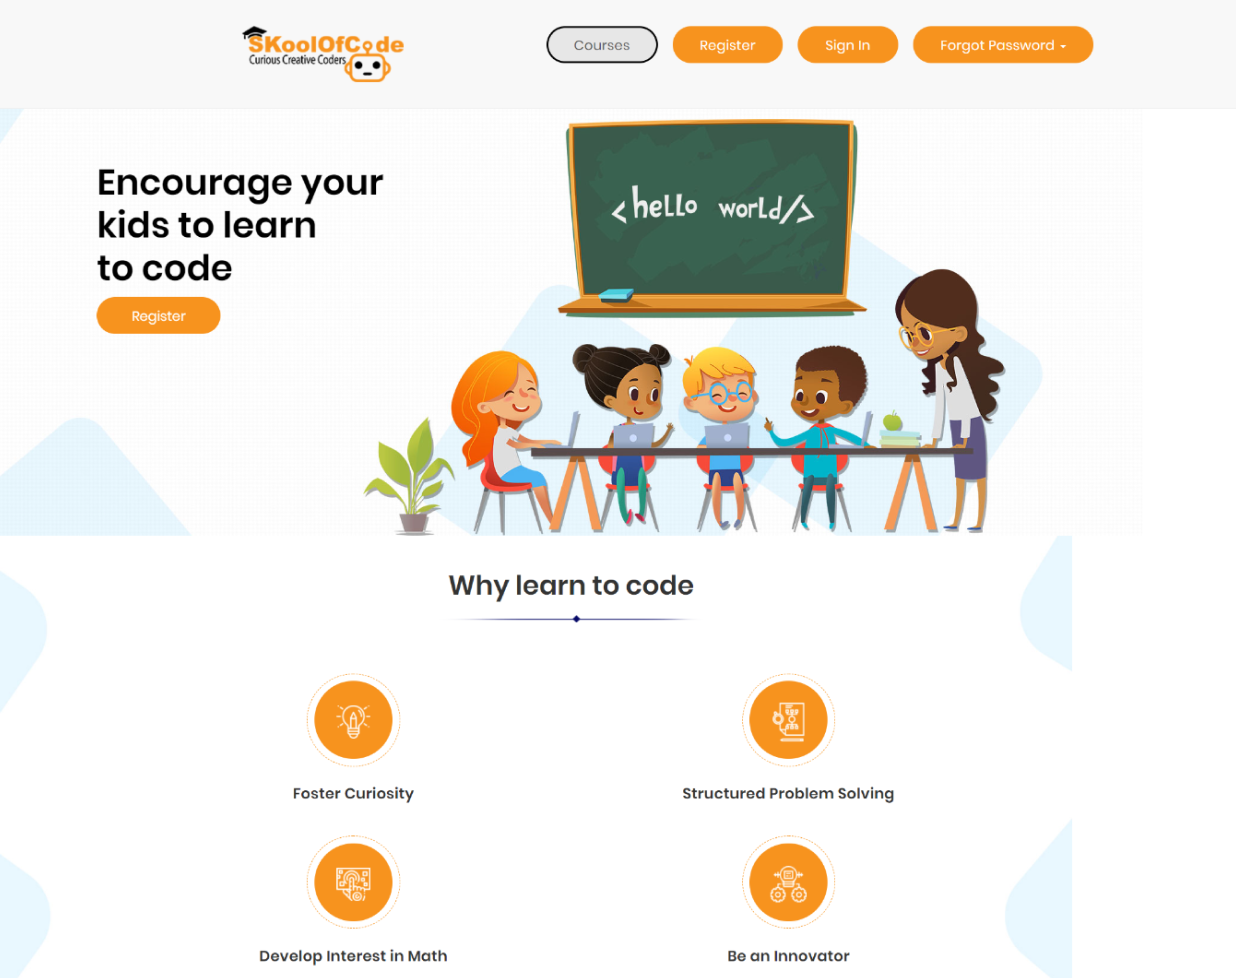 SKoolOfCode
Curious Creative Coders
Courses
Register
Sign In
Forgot Password
Encourage your
kids to learn
to code
Register
<hello world/>
Why learn to code
Foster Curiosity
Structured Problem Solving
Develop Interest in Math
Be an Innovator